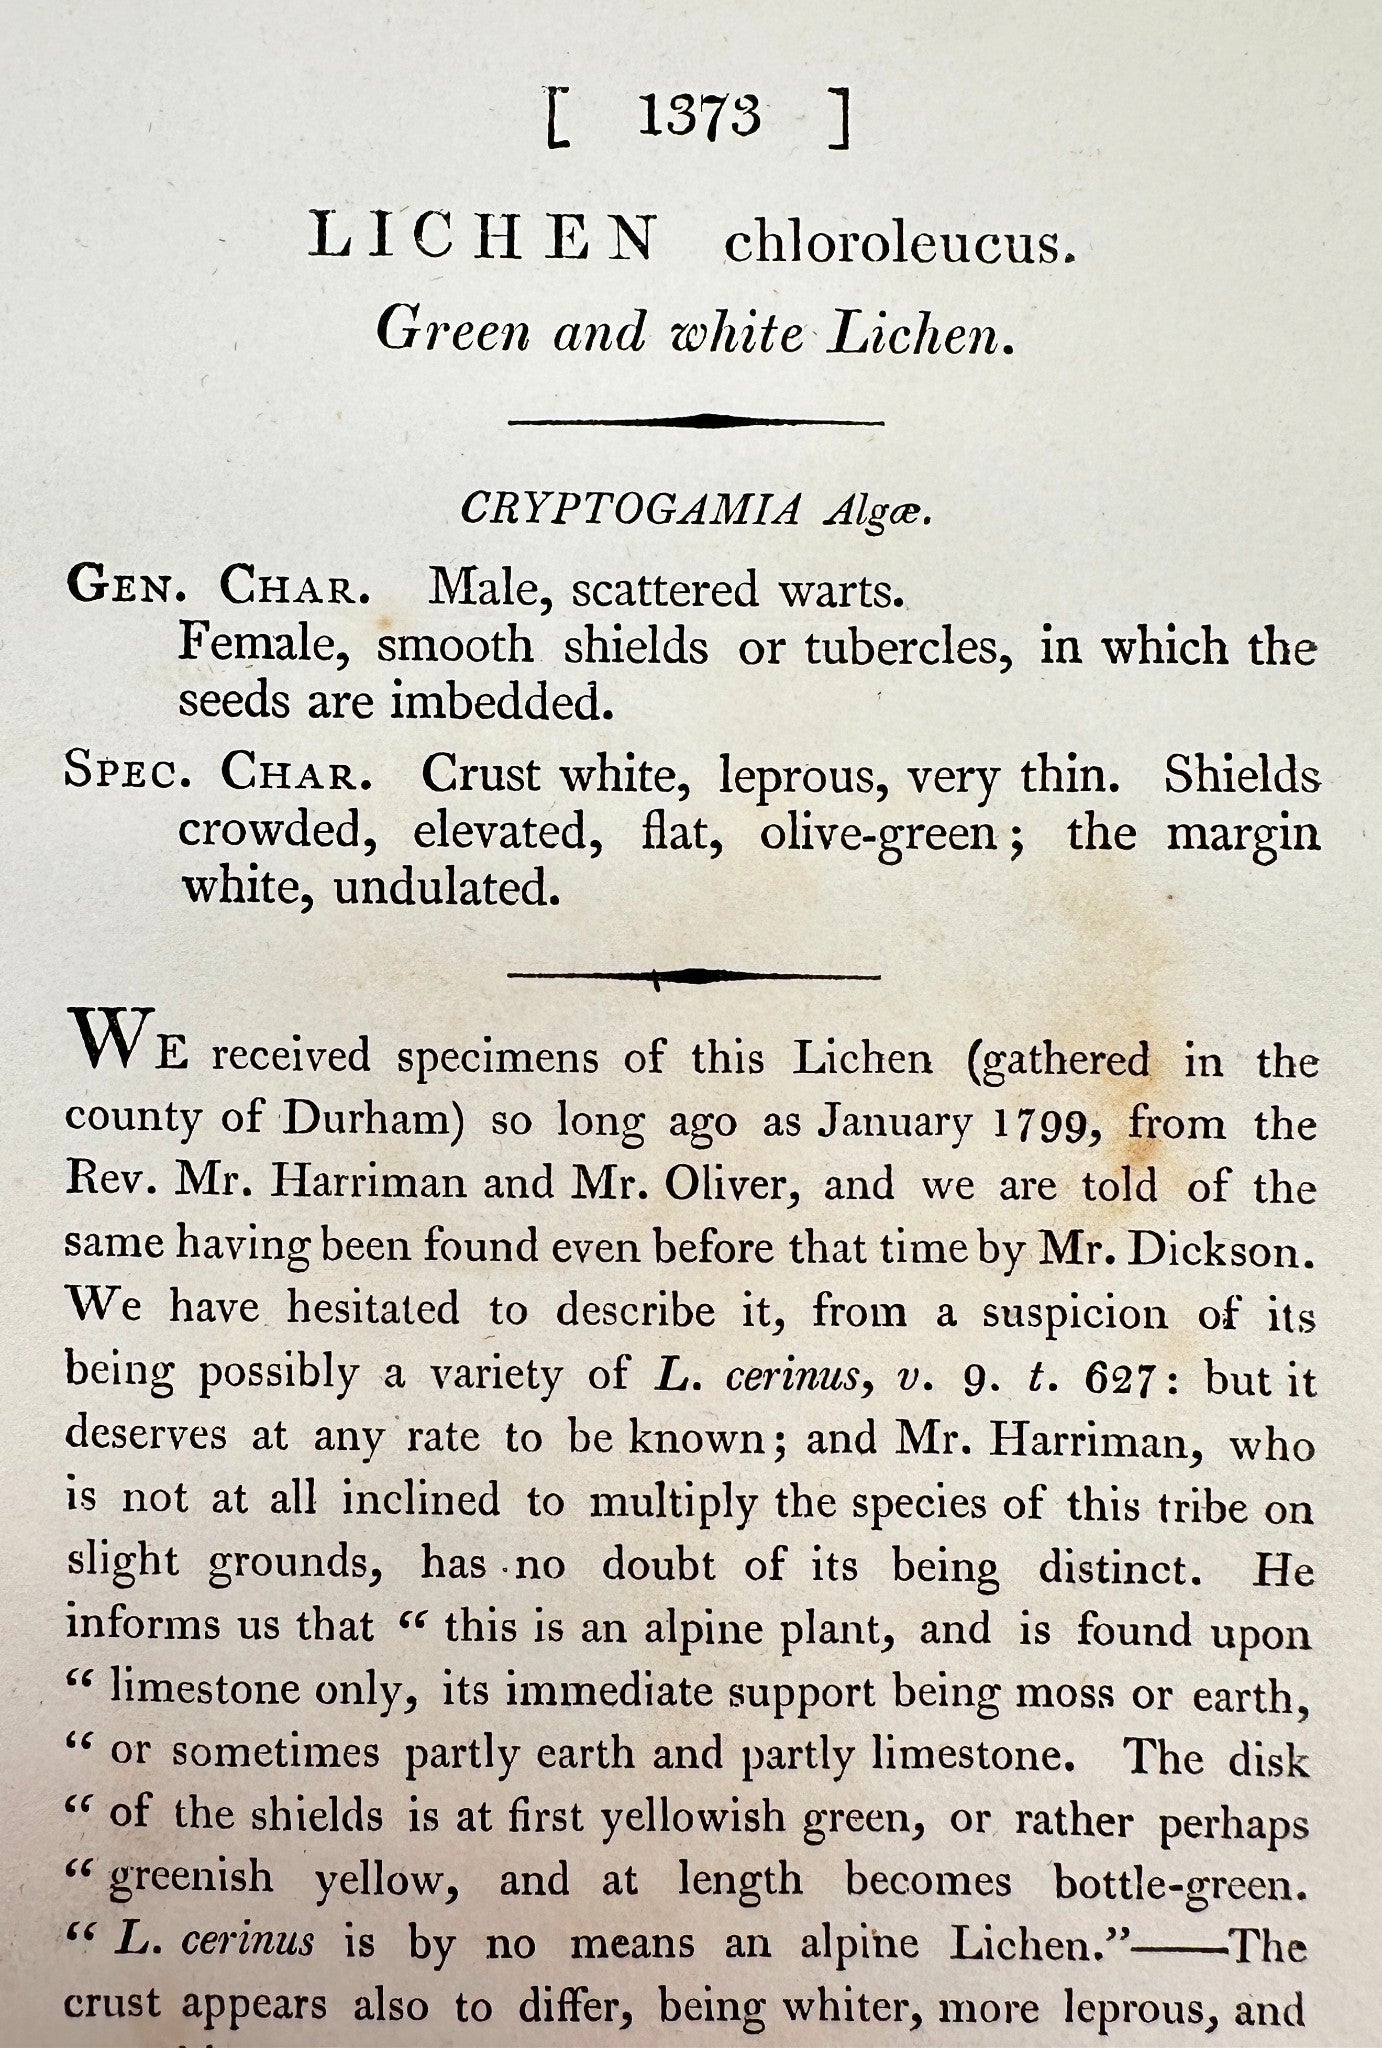 [ 1373 ]
LICHEN chloroleucus.
Green and white Lichen.
CRYPTOGAMIA Algæ.
GEN. CHAR. Male, scattered warts.
Female, smooth shields or tubercles, in which the
seeds are imbedded.
SPEC. CHAR. Crust white, leprous, very thin. Shields
crowded, elevated, flat, olive-green; the margin
white, undulated.
WE received specimens of this Lichen (gathered in the
county of Durham) so long ago as January 1799, from the
Rev. Mr. Harriman and Mr. Oliver, and we are told of the
same having been found even before that time by Mr. Dickson.
We have hesitated to describe it, from a suspicion of its
being possibly a variety of L. cerinus, v. 9. t. 627: but it
deserves at any rate to be known; and Mr. Harriman, who
is not at all inclined to multiply the species of this tribe on
slight grounds, has no doubt of its being distinct. He
informs us that “ this is an alpine plant, and is found upon
“ limestone only, its immediate support being moss or earth,
“ or sometimes partly earth and partly limestone. The disk
“ of the shields is at first yellowish green, or rather perhaps
“ greenish yellow, and at length becomes bottle-green.
“ L. cerinus is by no means an alpine Lichen.”——The
crust appears also to differ, being whiter, more leprous, and